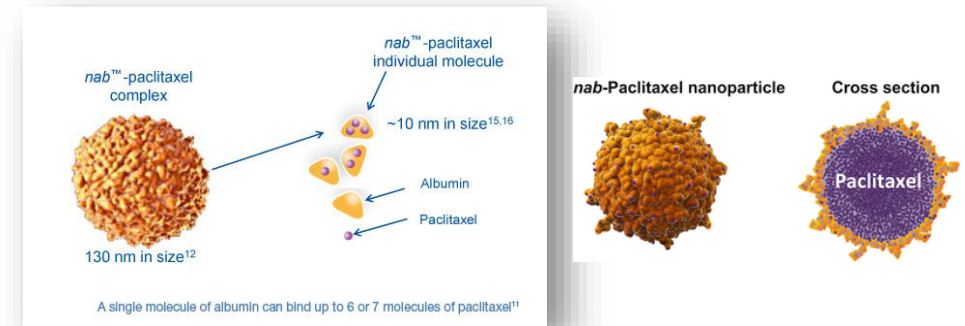 nab™-paclitaxel
individual molecule
nab™-paclitaxel
complex
~10 nm in size15,16
Albumin
Paclitaxel
130 nm in size12
A single molecule of albumin can bind up to 6 or 7 molecules of paclitaxel11
nab-Paclitaxel nanoparticle
Cross section
Paclitaxel